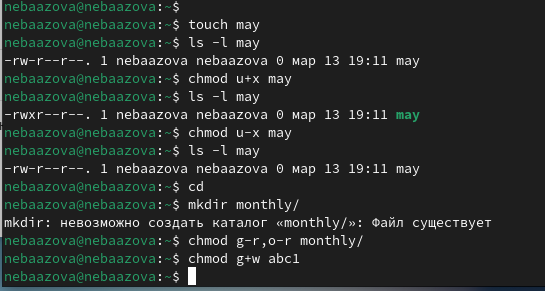 nebaazova@nebaazova:~$
nebaazova@nebaazova:~$ touch may
nebaazova@nebaazova:~$ ls -l may
-rw-r--r--. 1 nebaazova nebaazova 0 мар 13 19:11 may
nebaazova@nebaazova:~$ chmod u+x may
nebaazova@nebaazova:~$ ls -l may
-rwxr--r--. 1 nebaazova nebaazova 0 мар 13 19:11 may
nebaazova@nebaazova:~$ chmod u-x may
nebaazova@nebaazova:~$ ls -l may
-rw-r--r--. 1 nebaazova nebaazova 0 мар 13 19:11 may
nebaazova@nebaazova:~$ cd
nebaazova@nebaazova:~$ mkdir monthly/
mkdir: невозможно создать каталог «monthly/»: Файл существует
nebaazova@nebaazova:~$ chmod g-r,o-r monthly/
nebaazova@nebaazova:~$ chmod g+w abc1
nebaazova@nebaazova:~$